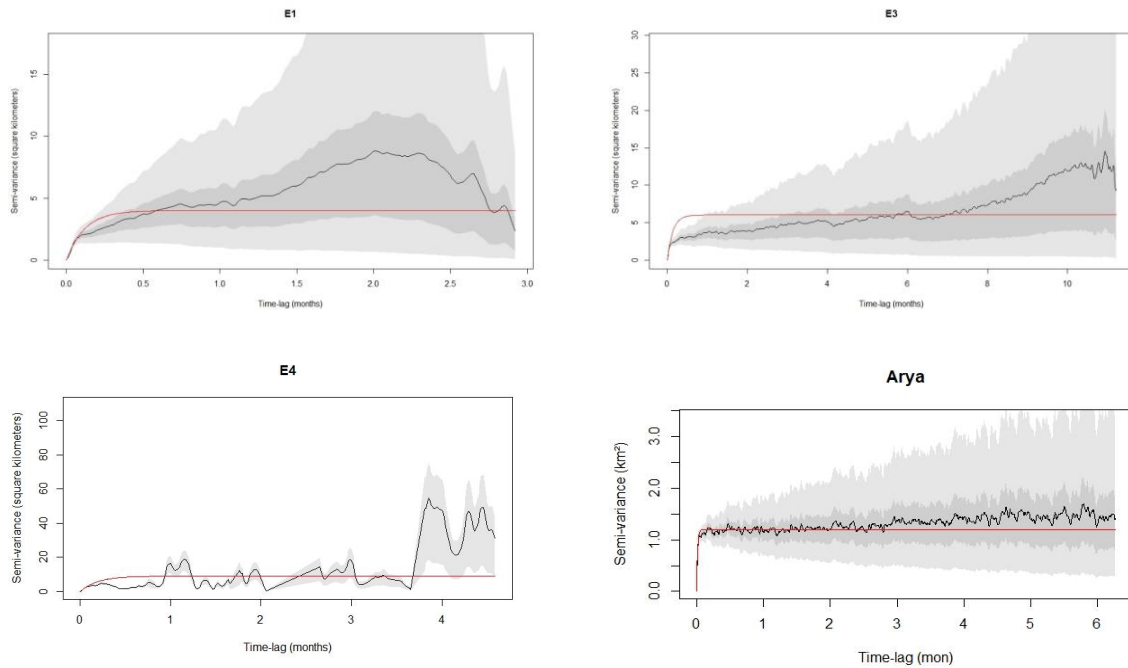 E1
Semi-variance (square kilometers)
15
10
5
0
0.0 0.5 1.0 1.5 2.0 2.5 3.0
Time-lag (months)
E3
Semi-variance (square kilometers)
30
25
20
15
10
5
0
0 2 4 6 8 10
Time-lag (months)
E4
Semi-variance (square kilometers)
100
80
60
40
20
0
0 1 2 3 4
Time-lag (months)
Arya
Semi-variance (km²)
3.0
2.0
1.0
0.0
0 1 2 3 4 5 6
Time-lag (mon)